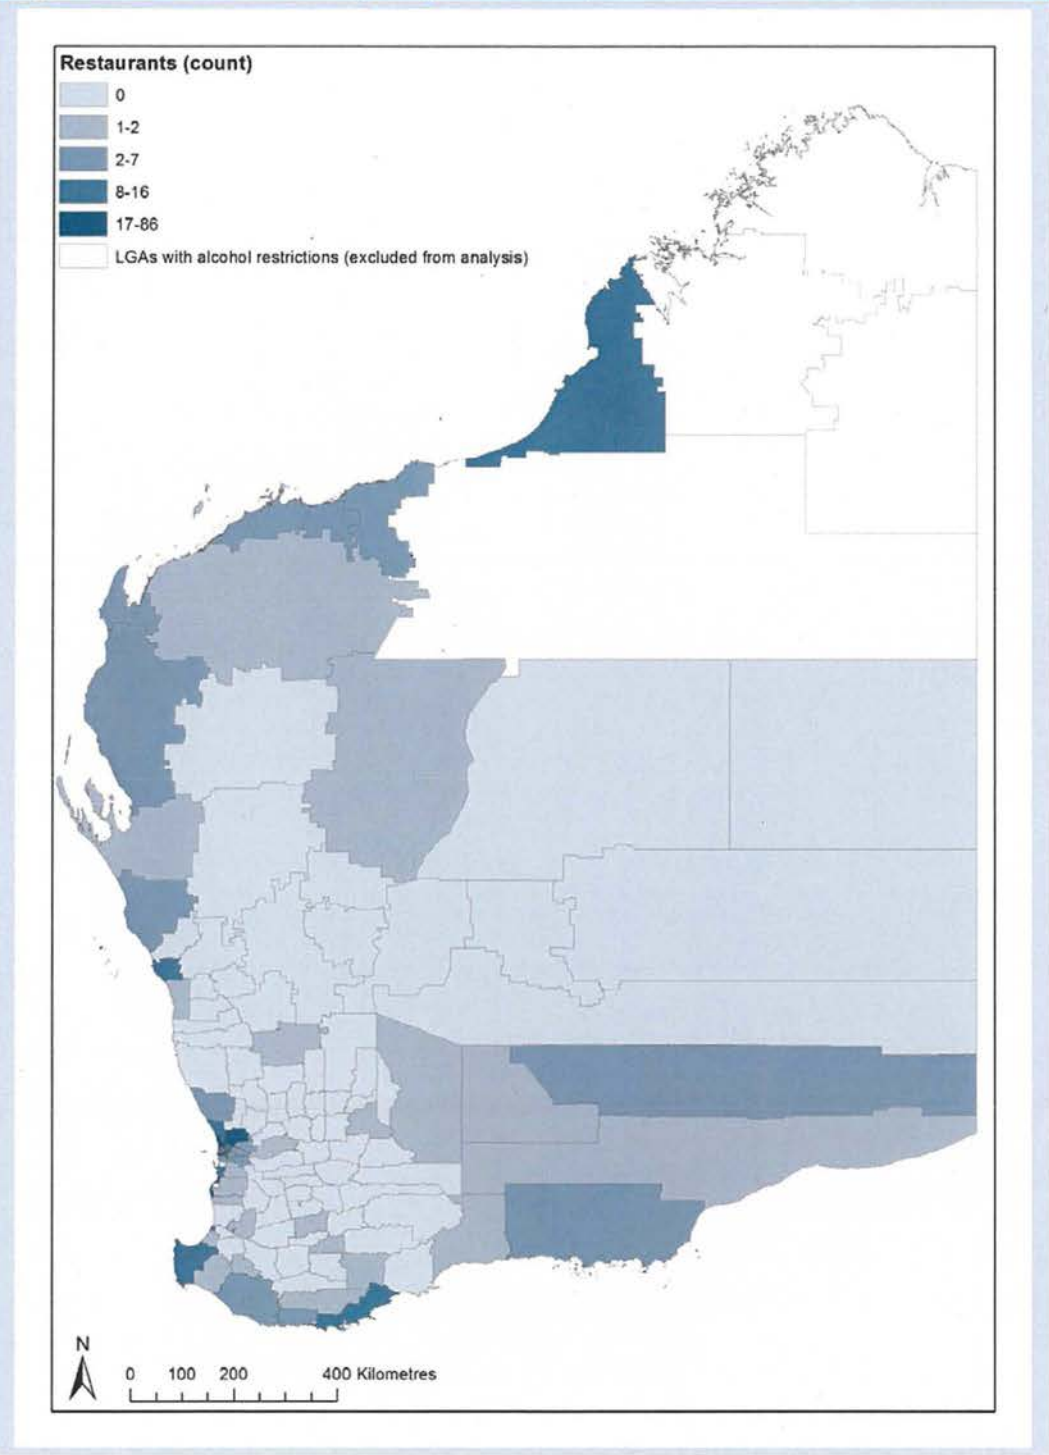 Restaurants (count)
0
1-2
2-7
8-16
17-86
LGAs with alcohol restrictions (excluded from analysis)
N
0 100 200 400 Kilometres